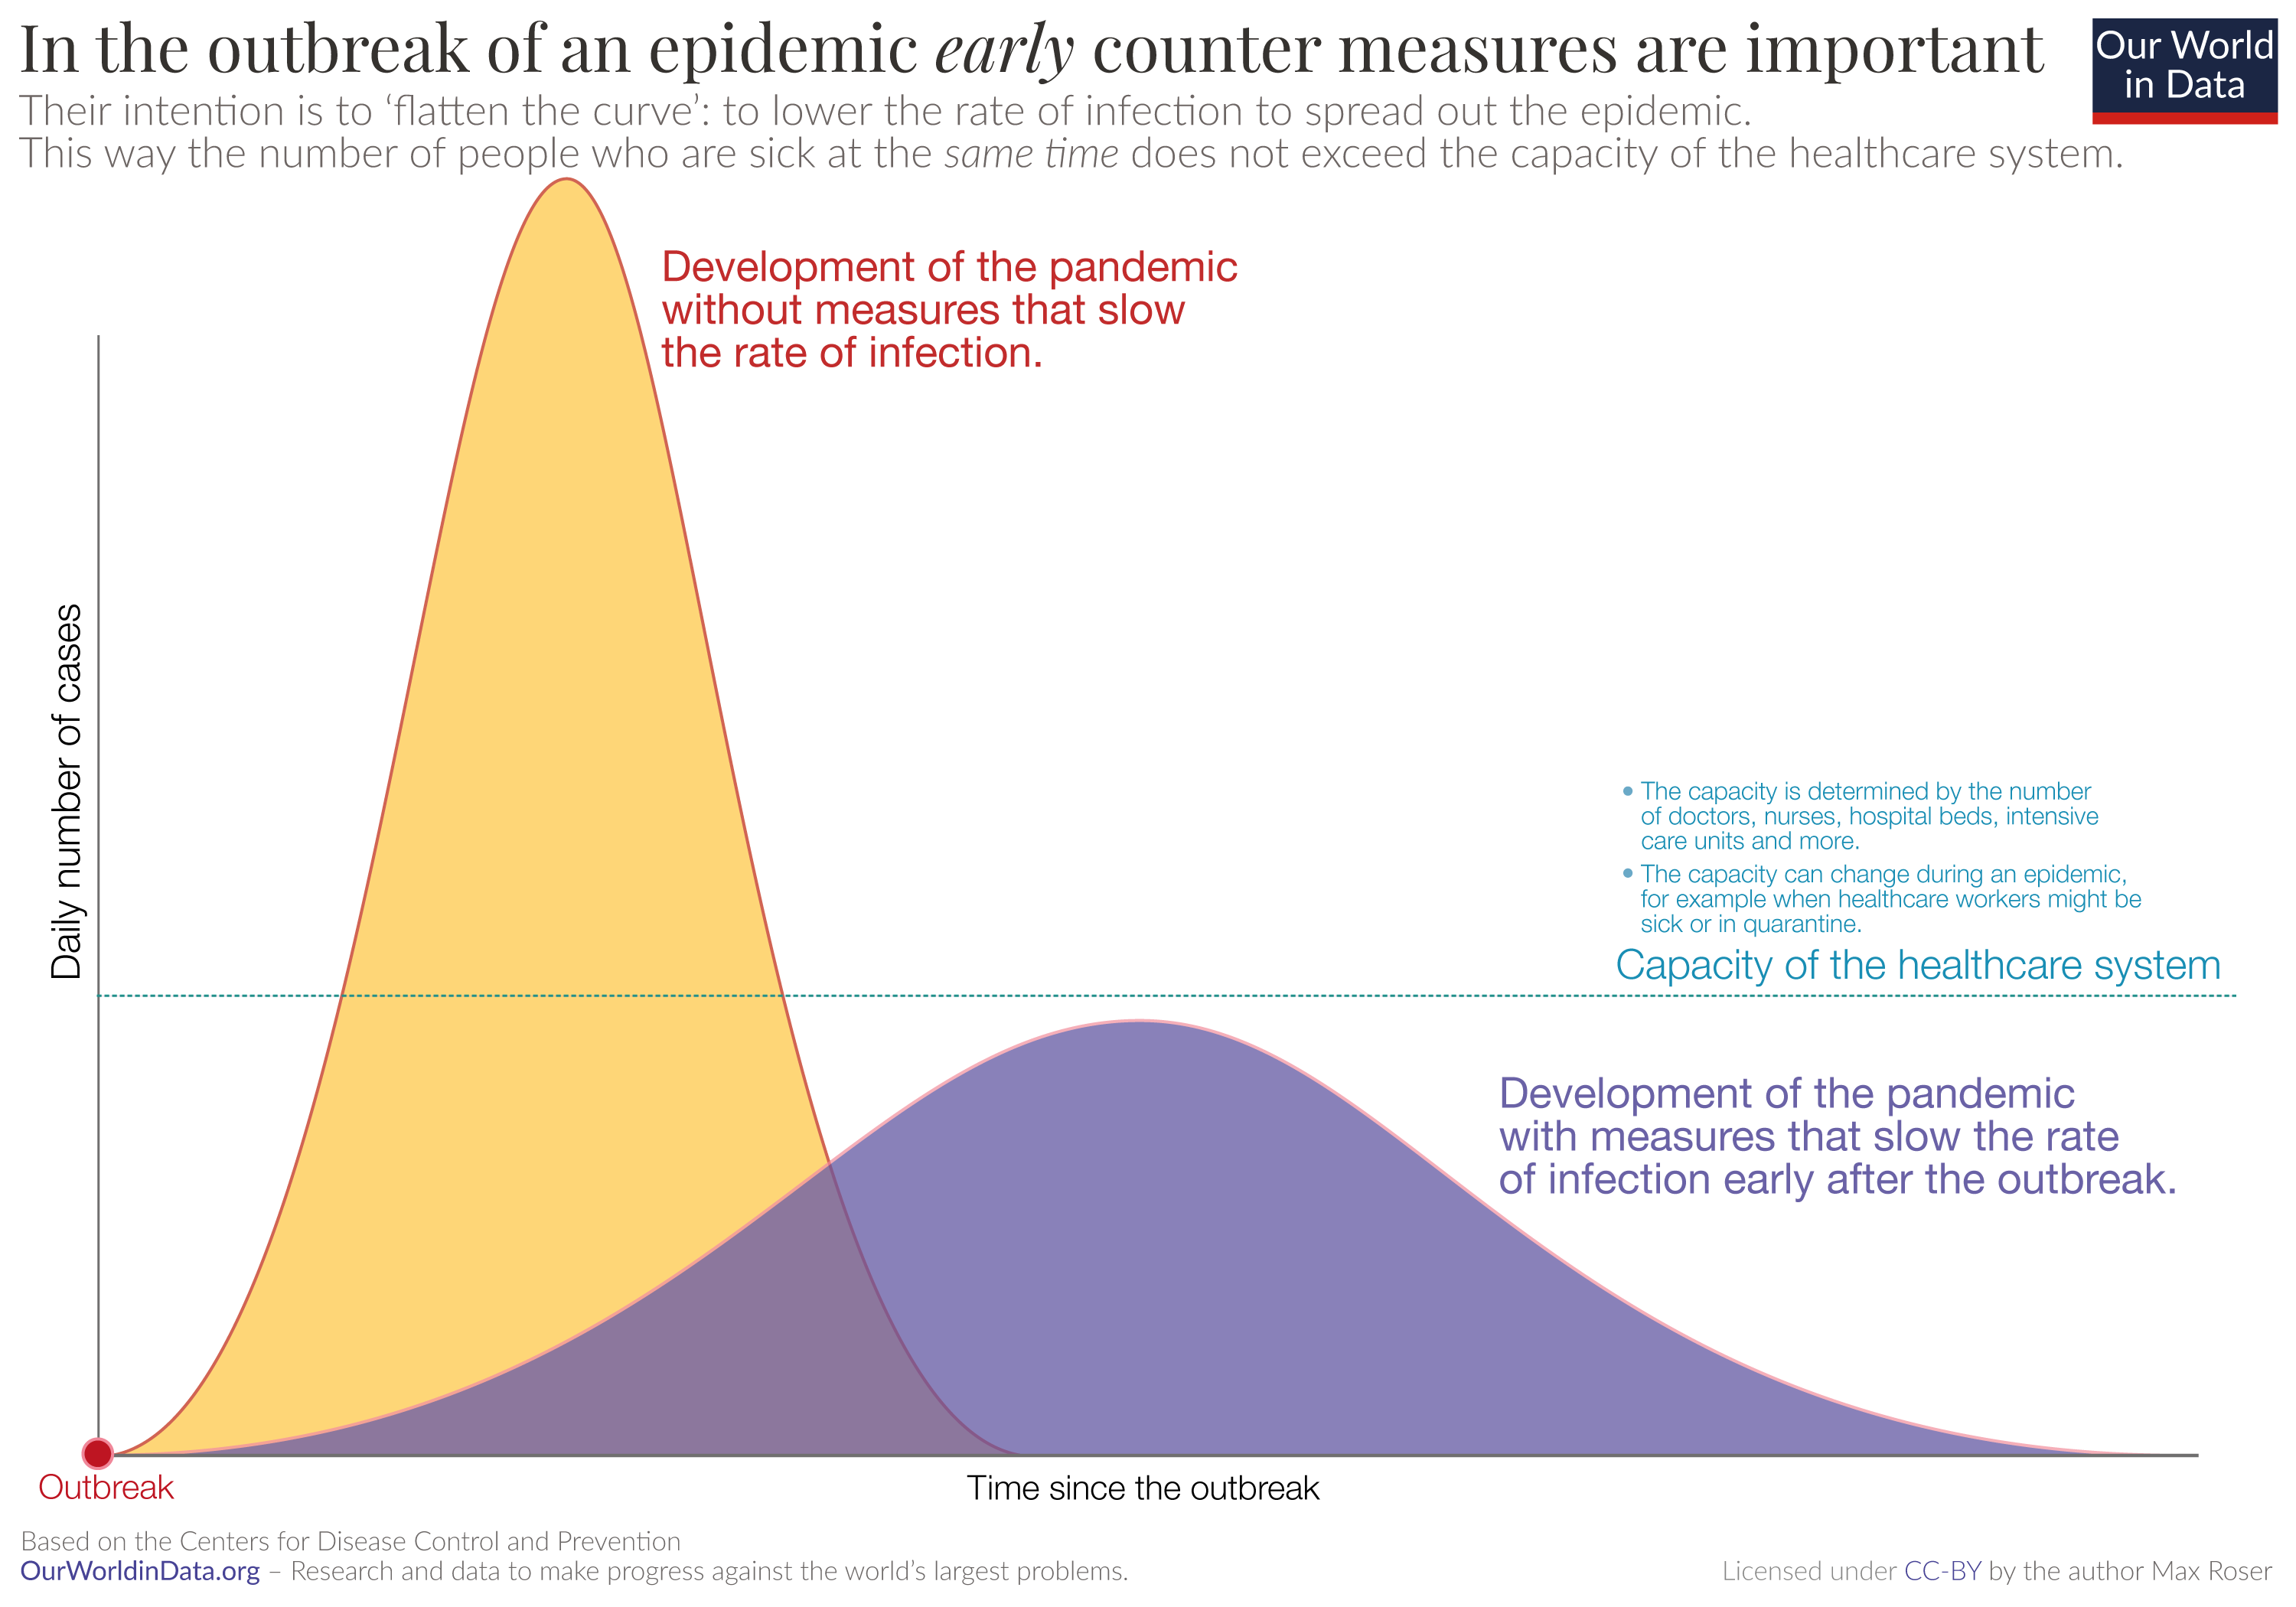 In the outbreak of an epidemic early counter measures are important
Our World
in Data
Their intention is to ‘flatten the curve’: to lower the rate of infection to spread out the epidemic.
This way the number of people who are sick at the same time does not exceed the capacity of the healthcare system.
Development of the pandemic
without measures that slow
the rate of infection.
Daily number of cases
• The capacity is determined by the number
of doctors, nurses, hospital beds, intensive
care units and more.
• The capacity can change during an epidemic,
for example when healthcare workers might be
sick or in quarantine.
Capacity of the healthcare system
Development of the pandemic
with measures that slow the rate
of infection early after the outbreak.
Outbreak
Time since the outbreak
Based on the Centers for Disease Control and Prevention
OurWorldinData.org – Research and data to make progress against the world’s largest problems.
Licensed under CC-BY by the author Max Roser